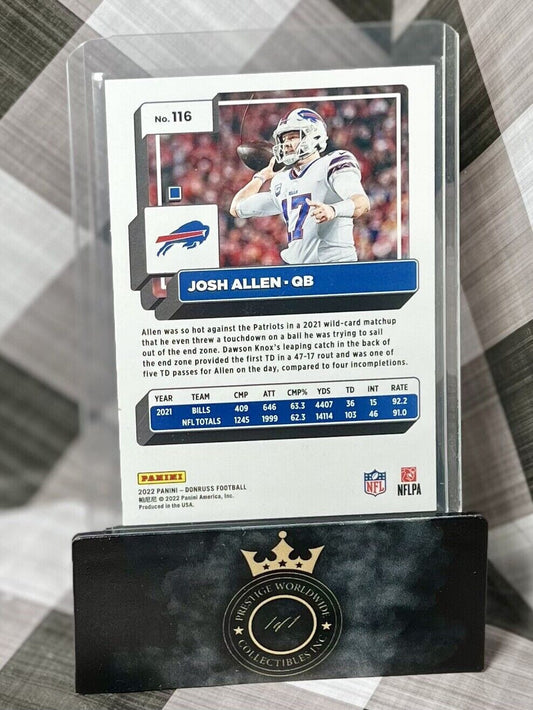 No. 116
17
JOSH ALLEN • QB
Allen was so hot against the Patriots in a 2021 wild-card matchup
that he even threw a touchdown on a ball he was trying to sail
out of the end zone. Dawson Knox's leaping catch in the back of
the end zone provided the first TD in a 47-17 rout and was one of
five TD passes for Allen on the day, compared to four incompletions.
YEAR TEAM CMP ATT CMP% YDS TD INT RATE
2021 BILLS 409 646 63.3 4407 36 15 92.2
NFL TOTALS 1245 1999 62.3 14114 103 46 91.0
PANINI
2022 PANINI – DONRUSS FOOTBALL
帕尼尼 © 2022 Panini America, Inc.
Produced in the USA.
NFL
NFLPA
PRESTIGE WORLDWIDE
1 of 1
COLLECTIBLES INC